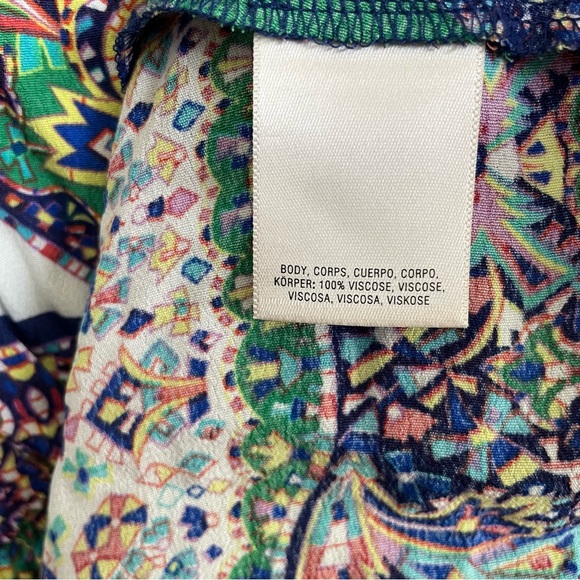 BODY, CORPS, CUERPO, CORPO,
KÖRPER: 100% VISCOSE, VISCOSE,
VISCOSA, VISCOSA, VISKOSE